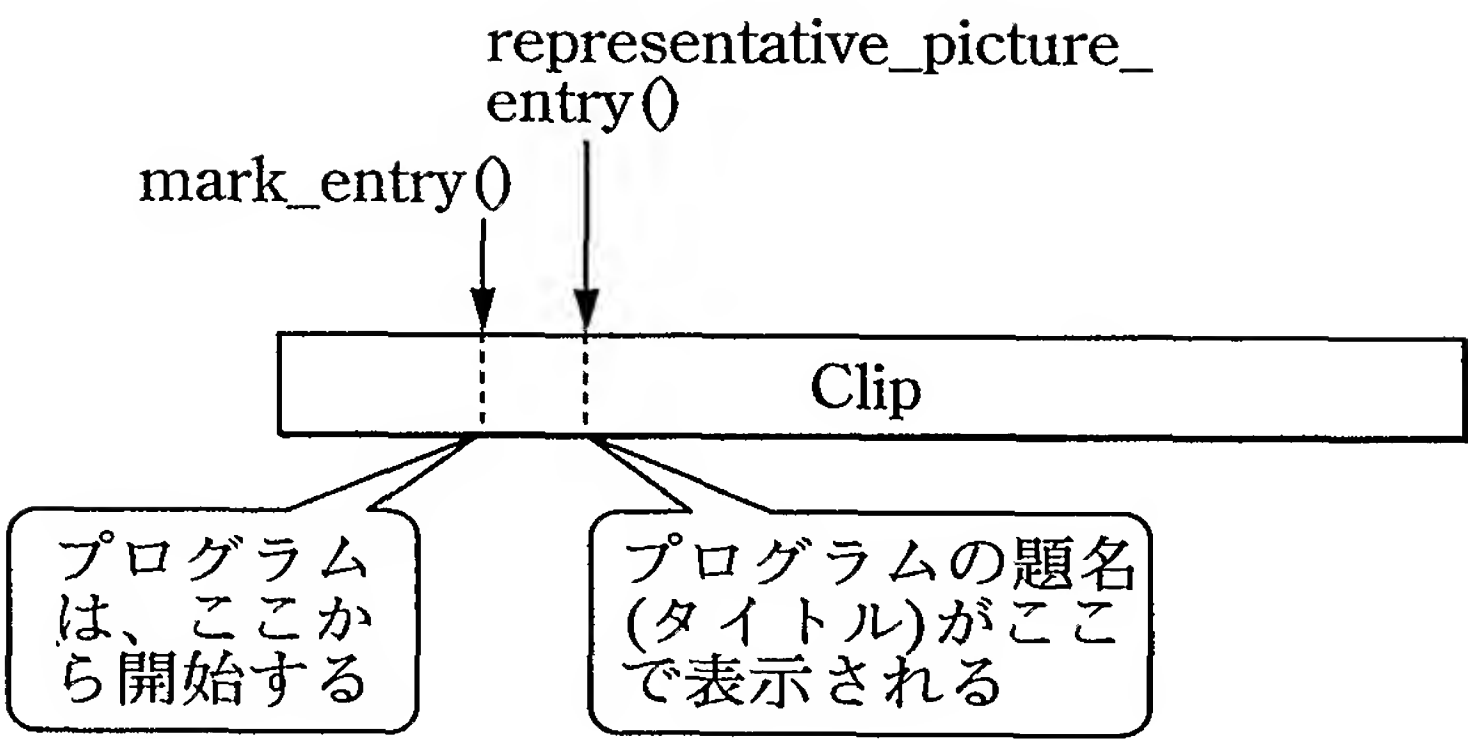 representative_picture_
entry()
mark_entry()
Clip
プログラム
は、ここか
ら開始する
プログラムの題名
(タイトル)がここ
で表示される